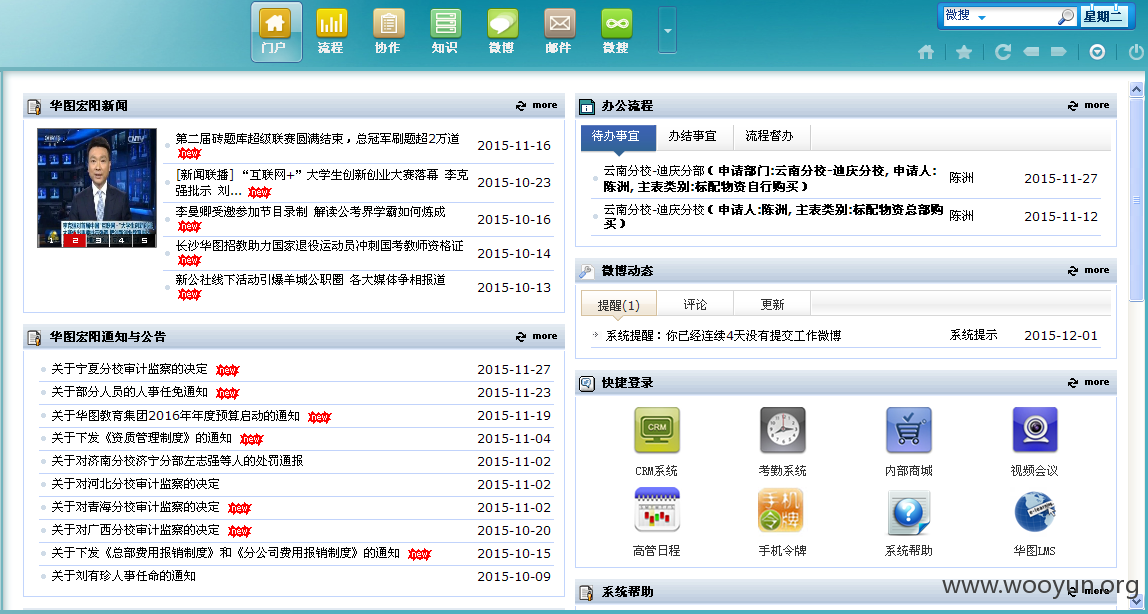 门户
流程
协作
知识
微博
邮件
微搜
微搜
星期二
华图宏阳新闻
more
CNTV
1 2 3 4 5
第二届砖题库超级联赛圆满结束，总冠军刷题超2万道
new
2015-11-16
[新闻联播]“互联网+”大学生创新创业大赛落幕 李克
强批示 刘... new
2015-10-23
李曼卿受邀参加节目录制 解读公考界学霸如何炼成
new
2015-10-16
长沙华图招教助力国家退役运动员冲刺国考教师资格证
new
2015-10-14
新公社线下活动引爆羊城公职圈 各大媒体争相报道
new
2015-10-13
华图宏阳通知与公告
more
关于宁夏分校审计监察的决定 new 2015-11-27
关于部分人员的人事任免通知 new 2015-11-23
关于华图教育集团2016年年度预算启动的通知 new 2015-11-19
关于下发《资质管理制度》的通知 new 2015-11-04
关于对济南分校济宁分部左志强等人的处罚通报 2015-11-02
关于对河北分校审计监察的决定 2015-11-02
关于对青海分校审计监察的决定 new 2015-11-02
关于对广西分校审计监察的决定 new 2015-10-20
关于下发《总部费用报销制度》和《分公司费用报销制度》的通知 new 2015-10-15
关于刘有珍人事任命的通知 2015-10-09
办公流程
more
待办事宜
办结事宜
流程督办
云南分校-迪庆分部（申请部门:云南分校-迪庆分校, 申请人:
陈洲, 主表类别:标配物资自行购买）
陈洲
2015-11-27
云南分校-迪庆分校（申请人:陈洲, 主表类别:标配物资总部购
买）
陈洲
2015-11-12
微博动态
more
提醒(1)
评论
更新
系统提醒：你已经连续4天没有提交工作微博
系统提示
2015-12-01
快捷登录
more
CRM
CRM系统
考勤系统
内部商城
视频会议
手机
令牌
高管日程
手机令牌
系统帮助
华图LMS
系统帮助
more
www.wooyun.org